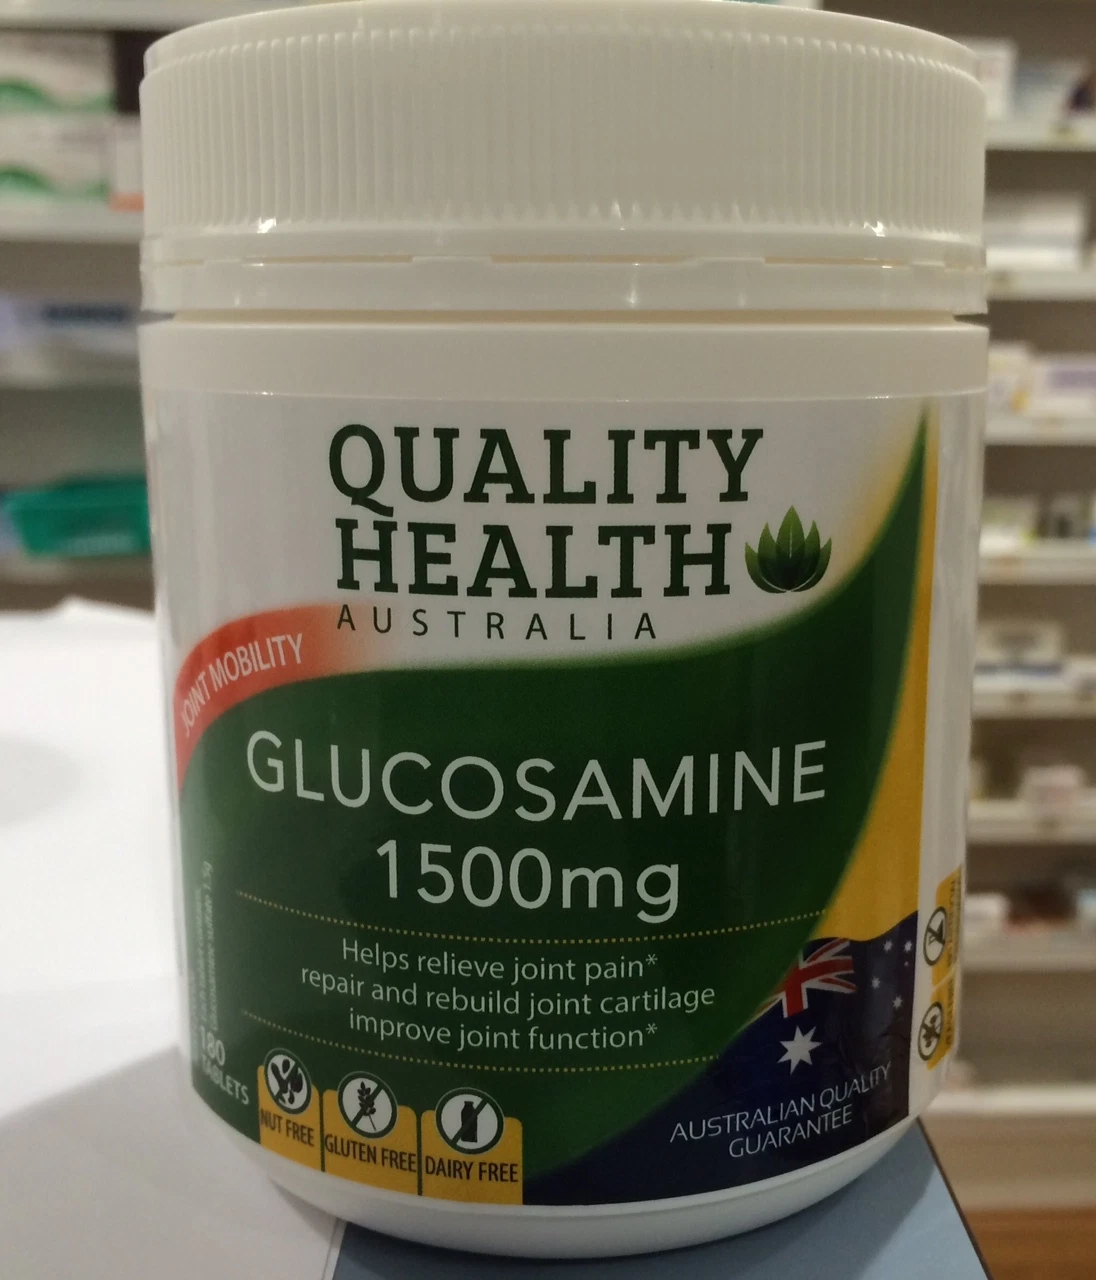 QUALITY
HEALTH
AUSTRALIA
JOINT MOBILITY
GLUCOSAMINE
1500mg
Helps relieve joint pain*
repair and rebuild joint cartilage
improve joint function*
180
TABLETS
NUT FREE
GLUTEN FREE
DAIRY FREE
AUSTRALIAN QUALITY
GUARANTEE